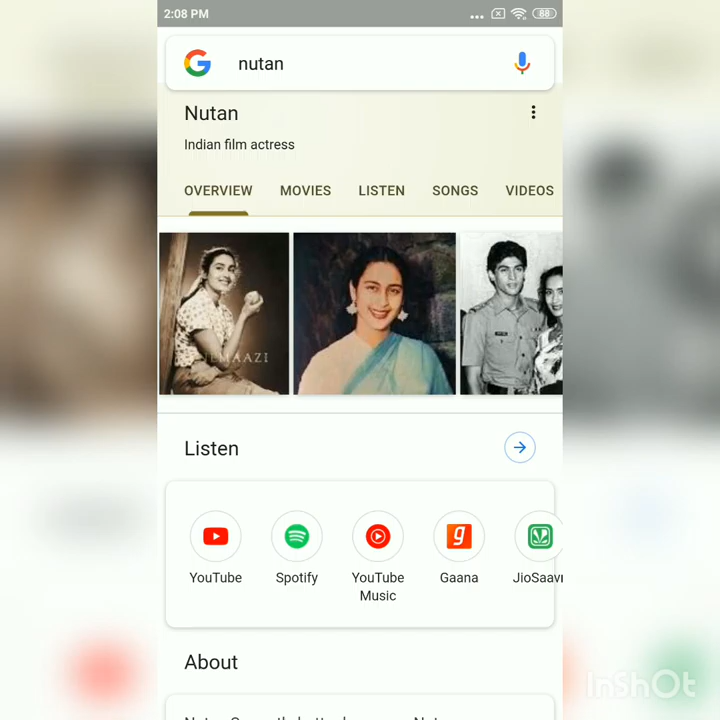 2:08 PM
88
nutan
Nutan
Indian film actress
OVERVIEW MOVIES LISTEN SONGS VIDEOS
Listen
YouTube Spotify YouTube Music Gaana
About
InShOt